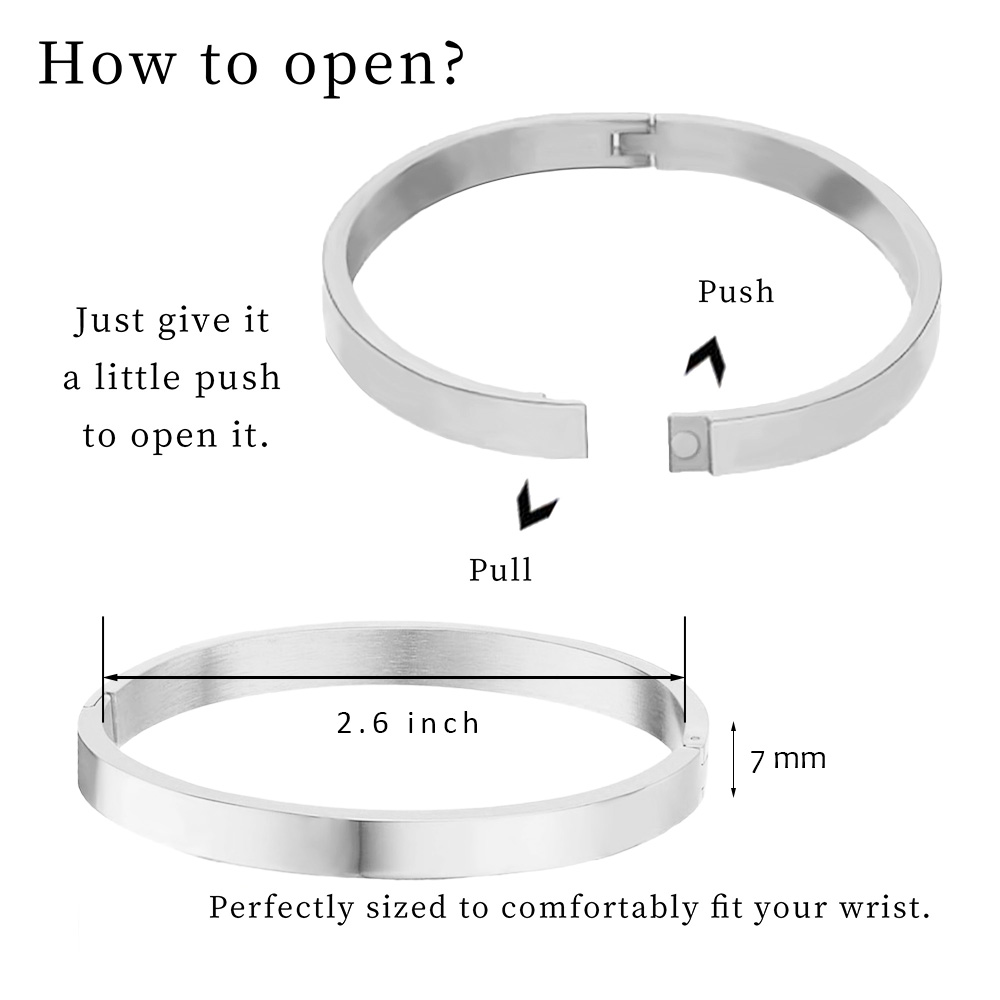 How to open?
Push
Just give it
a little push
to open it.
Pull
2.6 inch
7 mm
Perfectly sized to comfortably fit your wrist.